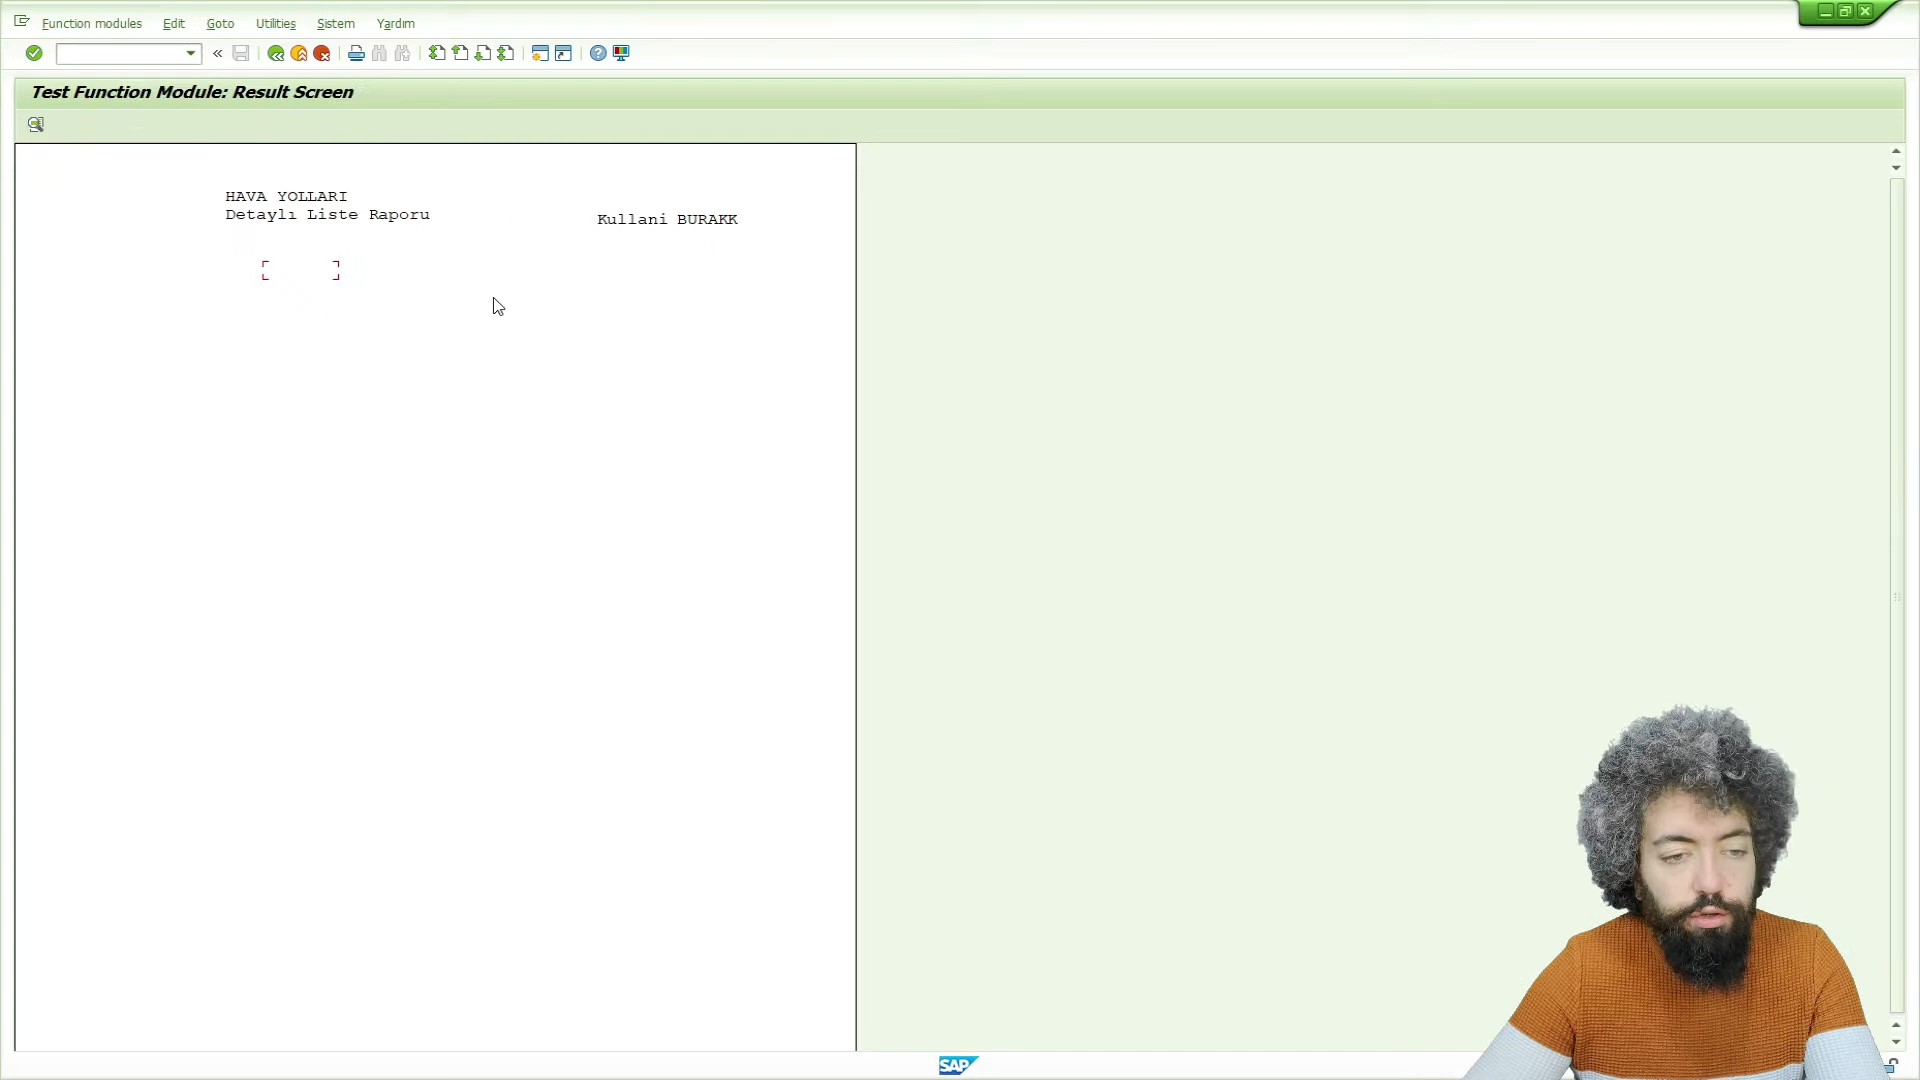 Function modules Edit Goto Utilities Sistem Yardım
Test Function Module: Result Screen
HAVA YOLLARI
Detaylı Liste Raporu
Kullani BURAKK
SAP